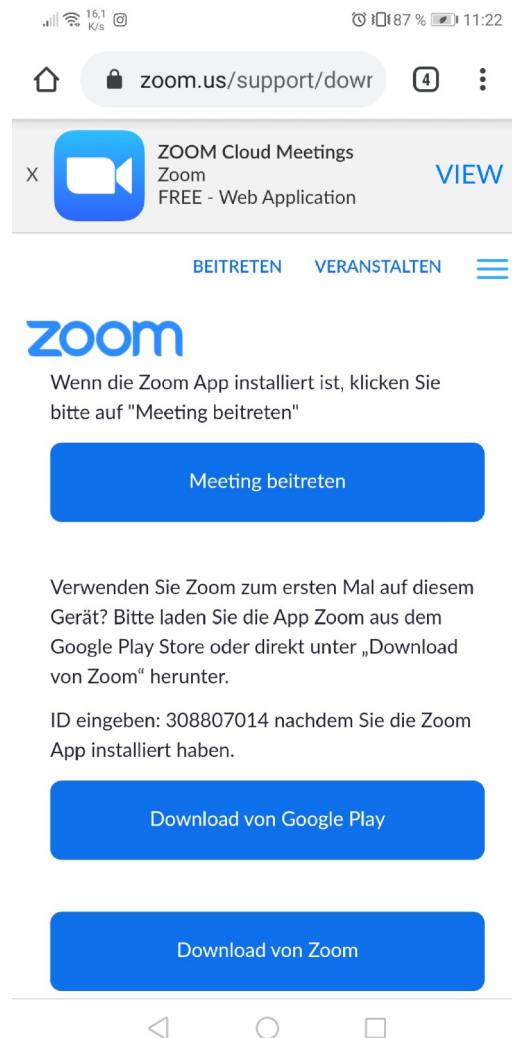 16,1
K/s
87 % 11:22
zoom.us/support/dowr
4
X
ZOOM Cloud Meetings
Zoom
FREE - Web Application
VIEW
BEITRETEN VERANSTALTEN
zoom
Wenn die Zoom App installiert ist, klicken Sie
bitte auf "Meeting beitreten"
Meeting beitreten
Verwenden Sie Zoom zum ersten Mal auf diesem
Gerät? Bitte laden Sie die App Zoom aus dem
Google Play Store oder direkt unter „Download
von Zoom“ herunter.
ID eingeben: 308807014 nachdem Sie die Zoom
App installiert haben.
Download von Google Play
Download von Zoom